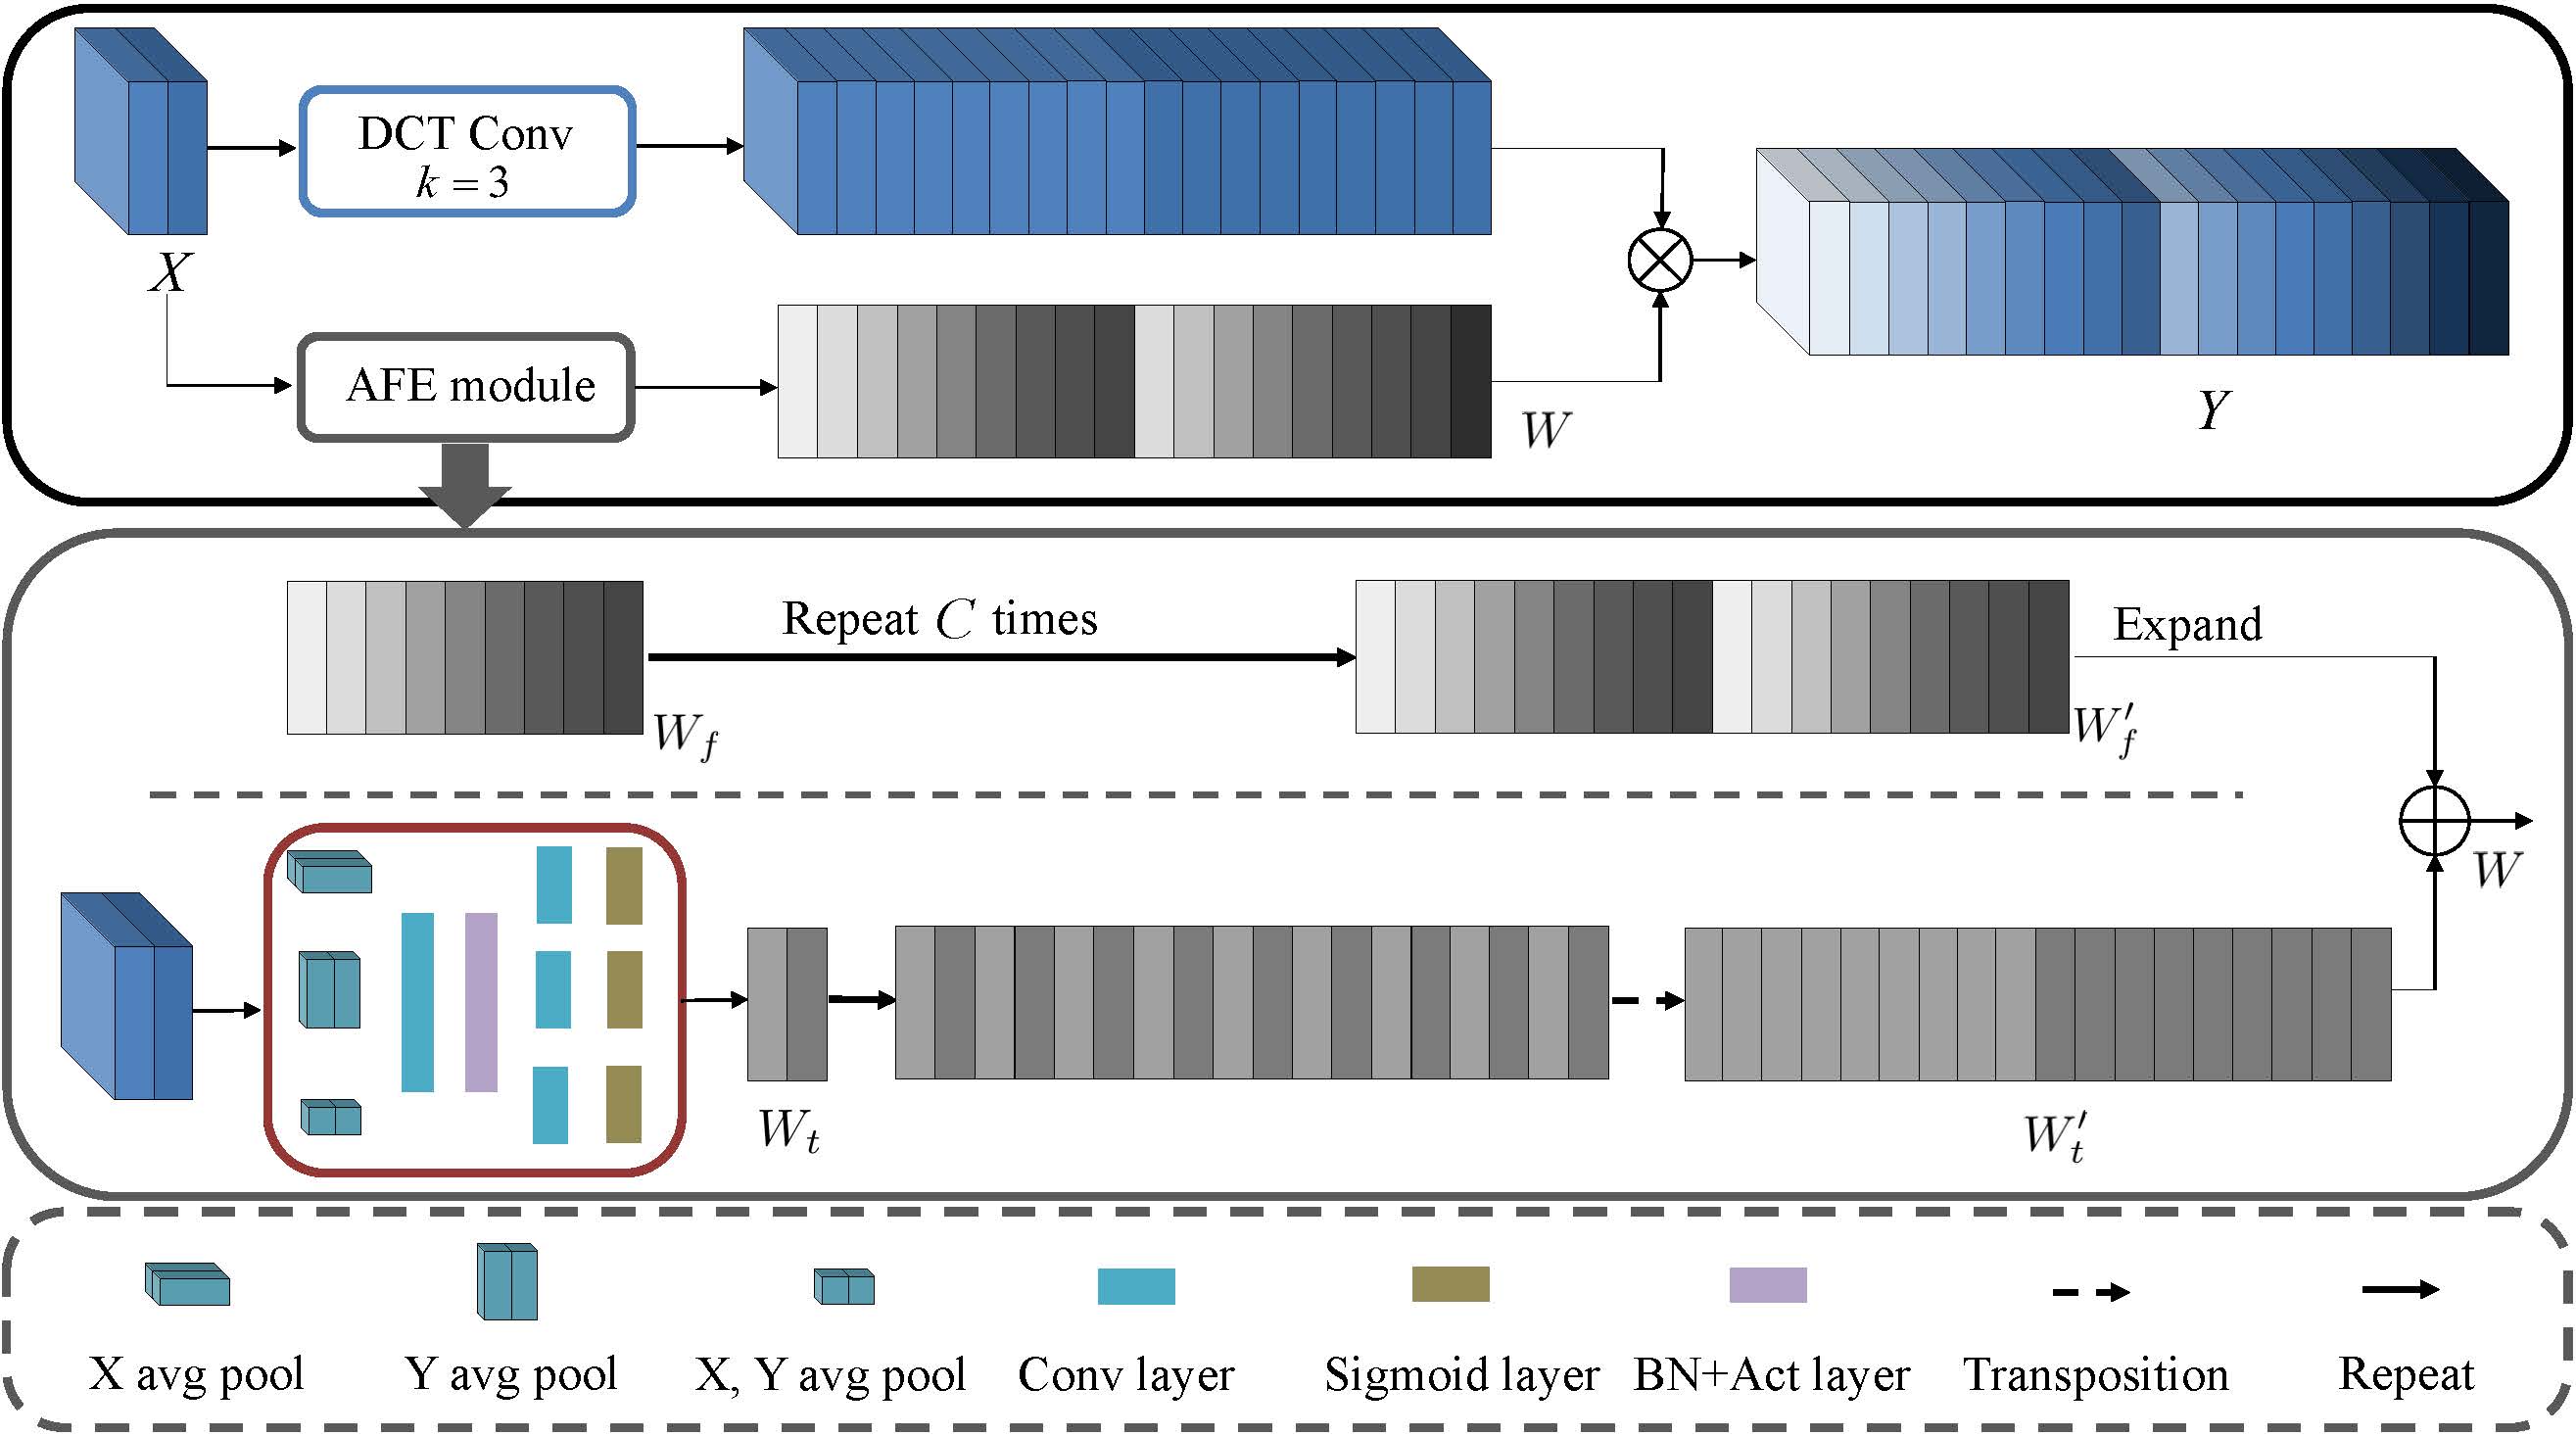 DCT Conv
k = 3
X
AFE module
W
Y
Repeat C times
Expand
W_f
W'_f
W
W_t
W'_t
X avg pool
Y avg pool
X, Y avg pool
Conv layer
Sigmoid layer
BN+Act layer
Transposition
Repeat